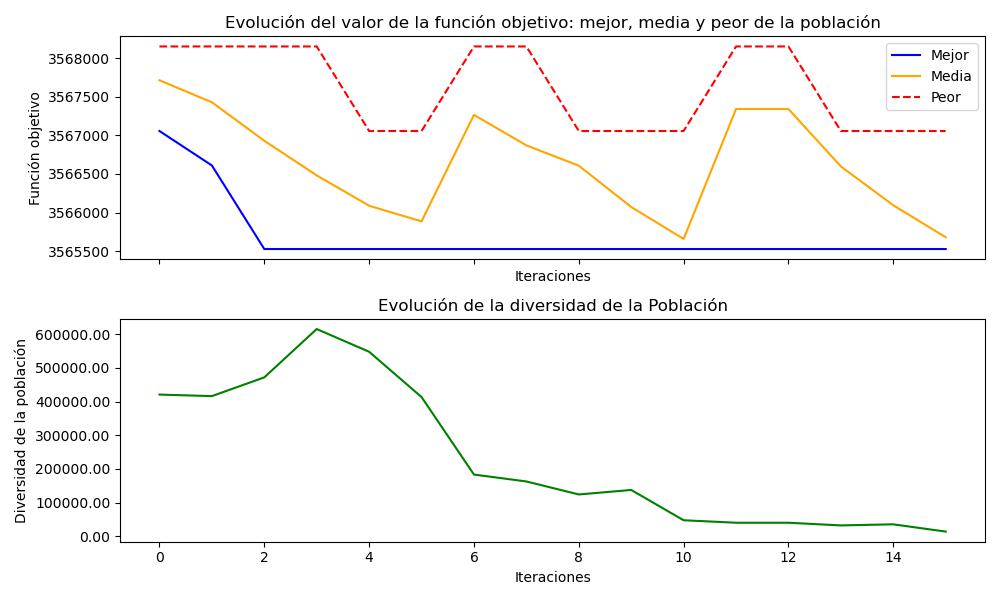 Evolución del valor de la función objetivo: mejor, media y peor de la población
Función objetivo
3568000
3567500
3567000
3566500
3566000
3565500
Mejor
Media
Peor
Iteraciones
Evolución de la diversidad de la Población
Diversidad de la población
600000.00
500000.00
400000.00
300000.00
200000.00
100000.00
0.00
0 2 4 6 8 10 12 14
Iteraciones